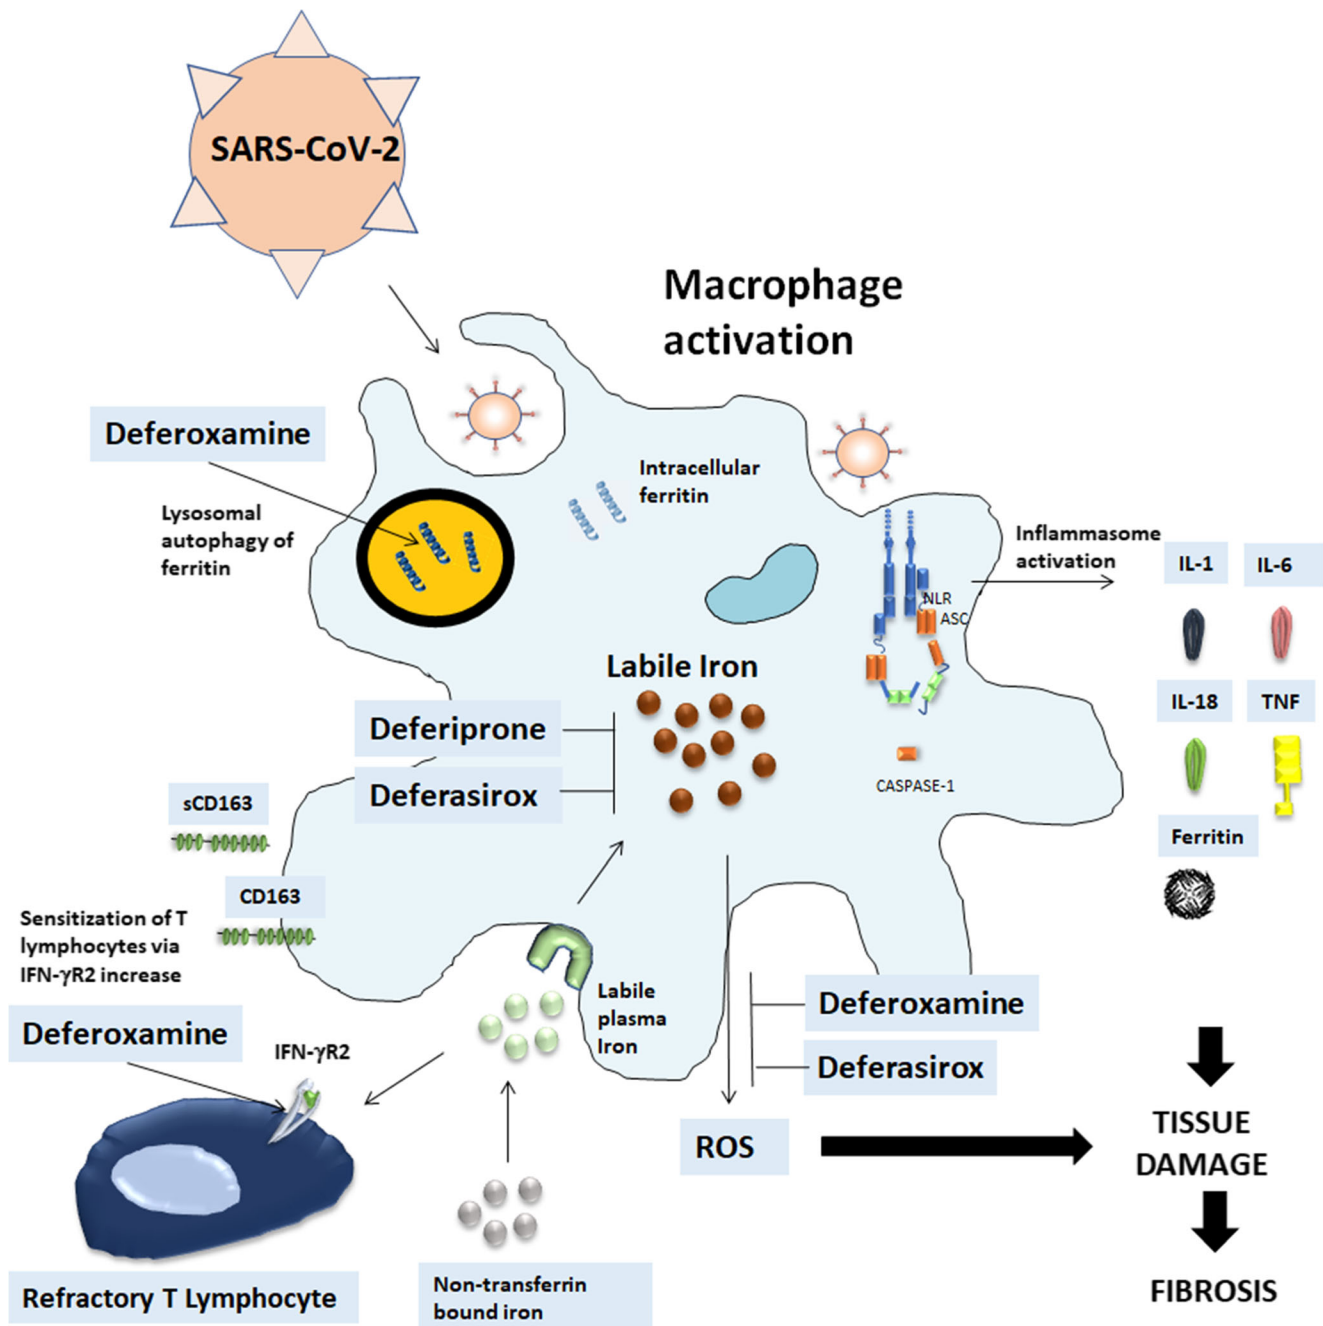 SARS-CoV-2
Macrophage
activation
Deferoxamine
Lysosomal
autophagy of
ferritin
Intracellular
ferritin
Inflammasome
activation
IL-1
IL-6
NLR
ASC
Labile Iron
IL-18
TNF
Deferiprone
Deferasirox
CASPASE-1
sCD163
Ferritin
CD163
Sensitization of T
lymphocytes via
IFN-γR2 increase
Labile
plasma
Iron
Deferoxamine
Deferoxamine
IFN-γR2
Deferasirox
ROS
TISSUE
DAMAGE
Refractory T Lymphocyte
Non-transferrin
bound iron
FIBROSIS